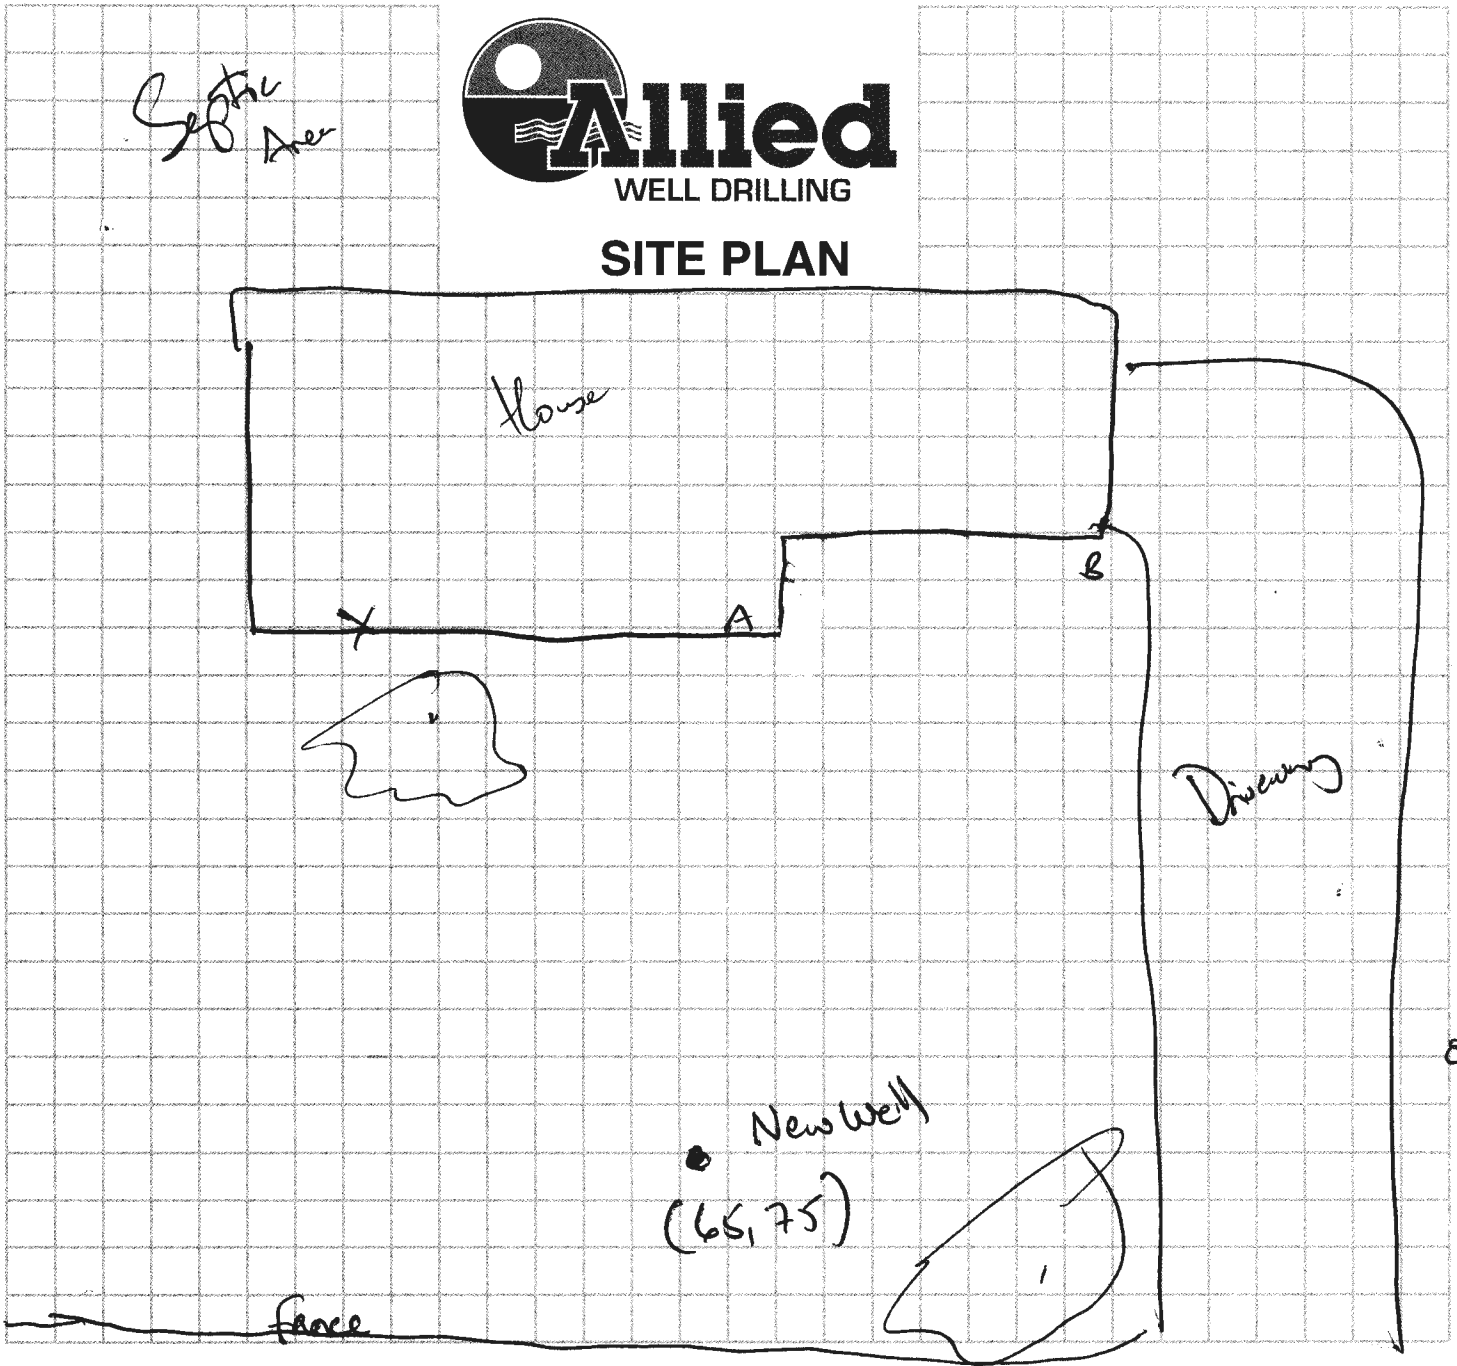 Septic
Area
Allied
WELL DRILLING
SITE PLAN
House
B
A
Driveway
New Well
(65,75)
fence